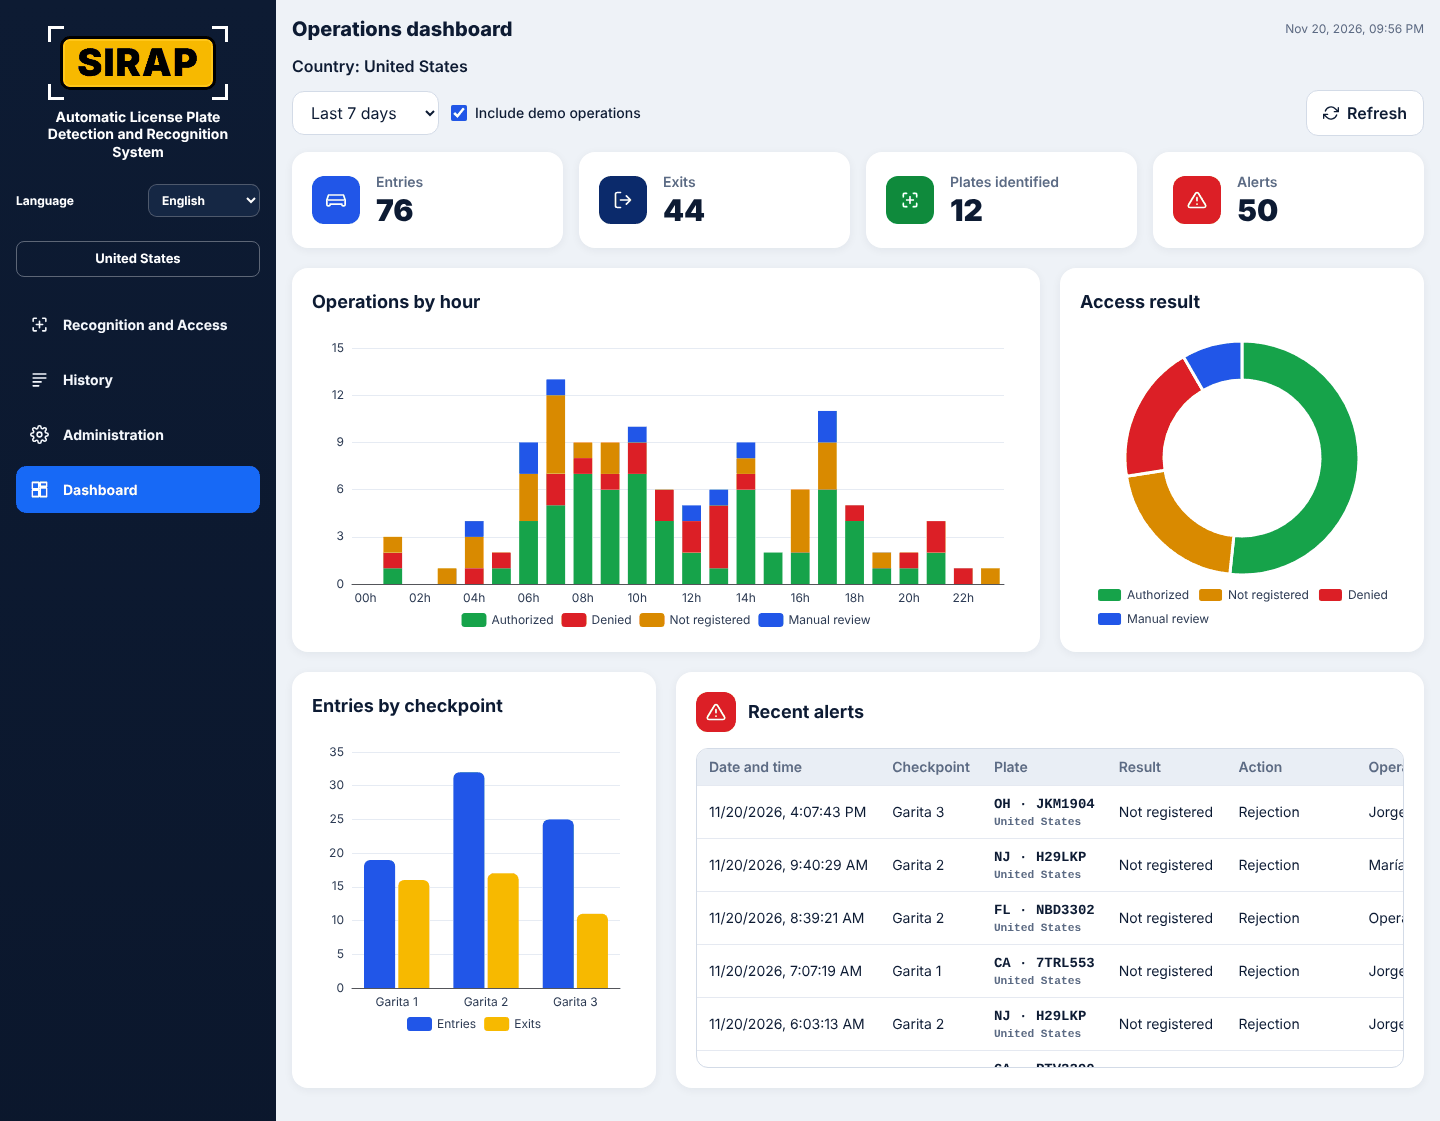 SIRAP
Automatic License Plate
Detection and Recognition
System
Language
English
United States
Recognition and Access
History
Administration
Dashboard
Operations dashboard
Nov 20, 2026, 09:56 PM
Country: United States
Last 7 days
Include demo operations
Refresh
Entries
76
Exits
44
Plates identified
12
Alerts
50
Operations by hour
15
12
9
6
3
0
00h 02h 04h 06h 08h 10h 12h 14h 16h 18h 20h 22h
Authorized Denied Not registered Manual review
Access result
Authorized Not registered Denied
Manual review
Entries by checkpoint
35
30
25
20
15
10
5
0
Garita 1 Garita 2 Garita 3
Entries Exits
Recent alerts
Date and time Checkpoint Plate Result Action Opera
11/20/2026, 4:07:43 PM Garita 3 OH · JKM1904 Not registered Rejection Jorge
United States
11/20/2026, 9:40:29 AM Garita 2 NJ · H29LKP Not registered Rejection María
United States
11/20/2026, 8:39:21 AM Garita 2 FL · NBD3302 Not registered Rejection Opera
United States
11/20/2026, 7:07:19 AM Garita 1 CA · 7TRL553 Not registered Rejection Jorge
United States
11/20/2026, 6:03:13 AM Garita 2 NJ · H29LKP Not registered Rejection Jorge
United States